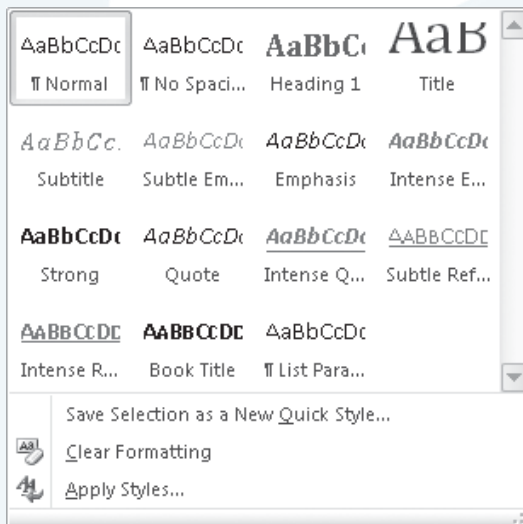 AaBbCcDc AaBbCcDc AaBbC AaB
¶ Normal ¶ No Spaci... Heading 1 Title
AaBbCc. AaBbCcDc AaBbCcDc AaBbCcDc
Subtitle Subtle Em... Emphasis Intense E...
AaBbCcDc AaBbCcDc AaBbCcDc AABBCCDD
Strong Quote Intense Q... Subtle Ref...
AABBCCDD AABBCCDD AaBbCcDc
Intense R... Book Title ¶ List Para...
Save Selection as a New Quick Style...
Clear Formatting
Apply Styles...